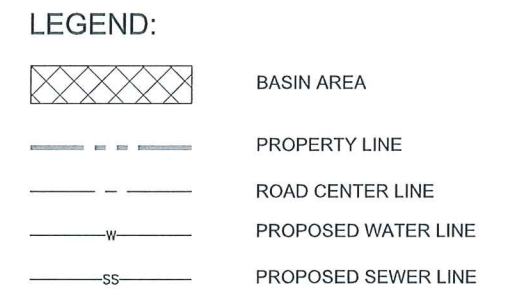 LEGEND:
BASIN AREA
PROPERTY LINE
ROAD CENTER LINE
W PROPOSED WATER LINE
SS PROPOSED SEWER LINE